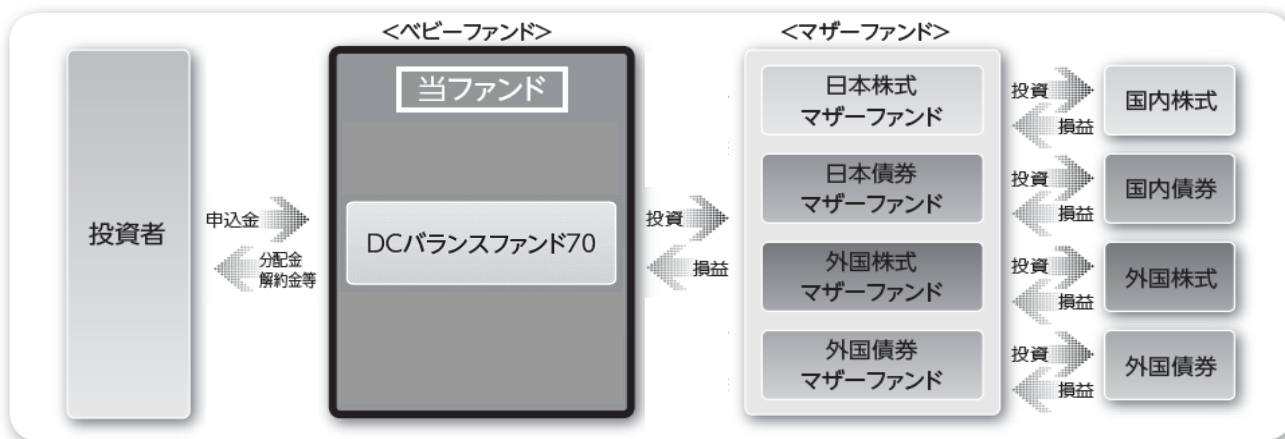 <ベビーファンド>
<マザーファンド>
投資者
申込金
分配金
解約金等
当ファンド
DCバランスファンド70
投資
損益
日本株式
マザーファンド
日本債券
マザーファンド
外国株式
マザーファンド
外国債券
マザーファンド
投資
損益
国内株式
投資
損益
国内債券
投資
損益
外国株式
投資
損益
外国債券